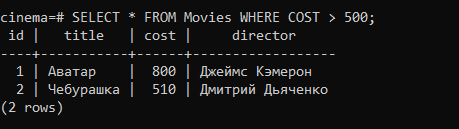 cinema=# SELECT * FROM Movies WHERE COST > 500;
 id |   title   | cost |     director
----+-----------+------+------------------
  1 | Аватар    |  800 | Джеймс Кэмерон
  2 | Чебурашка |  510 | Дмитрий Дьяченко
(2 rows)